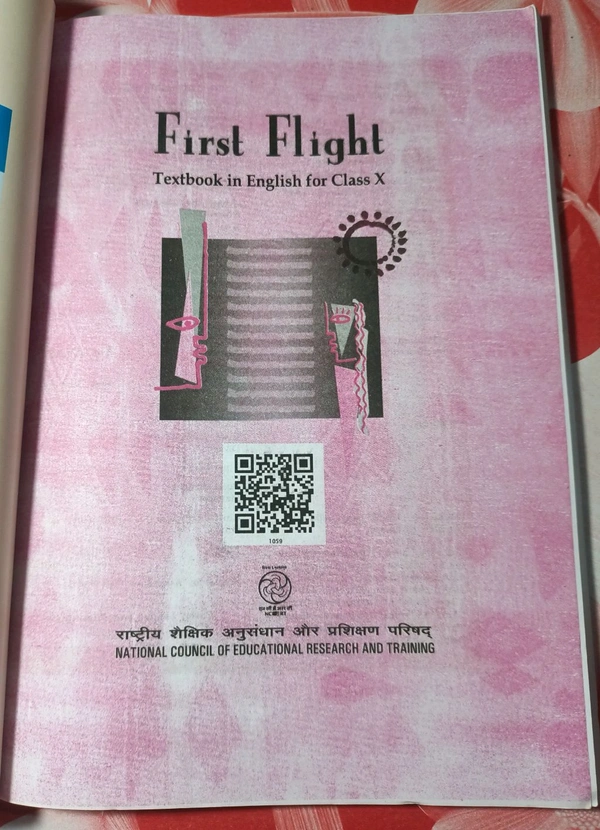 First Flight
Textbook in English for Class X
1059
राष्ट्रीय शैक्षिक अनुसंधान और प्रशिक्षण परिषद्
NATIONAL COUNCIL OF EDUCATIONAL RESEARCH AND TRAINING